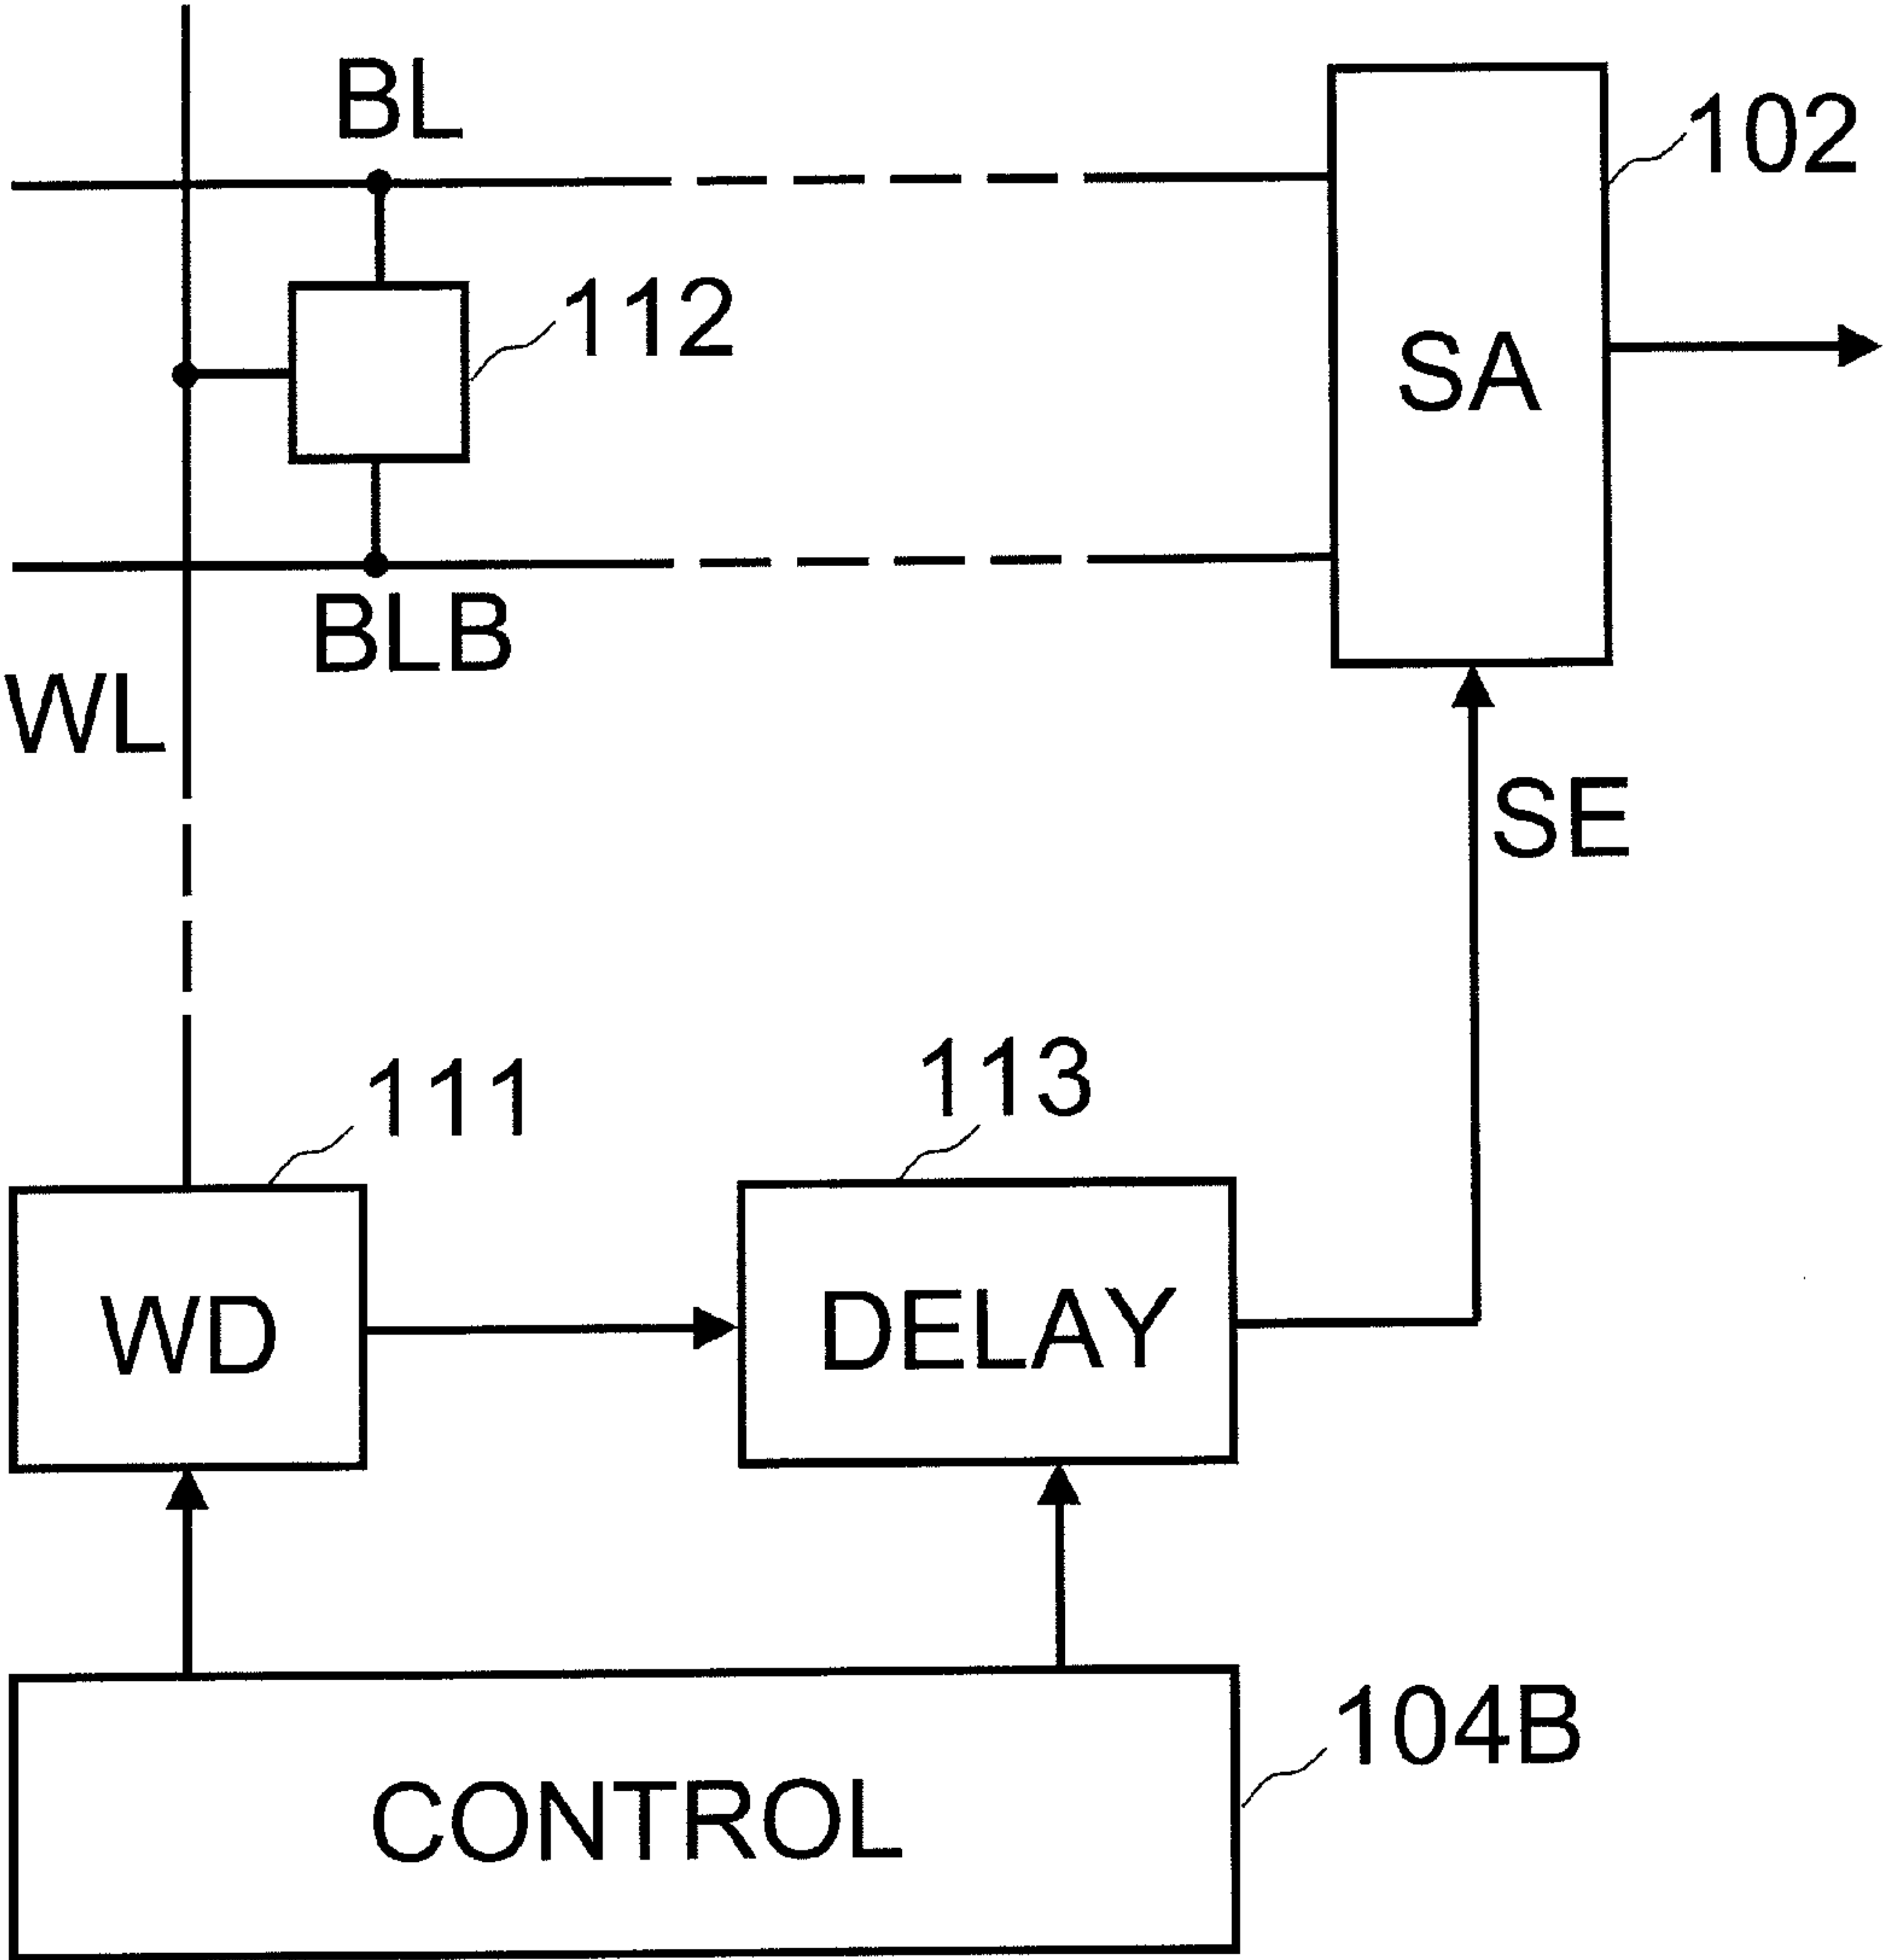 BL
102
112
SA
BLB
WL
SE
111
113
WD
DELAY
104B
CONTROL